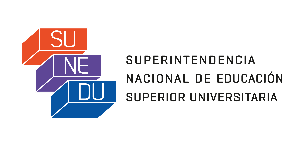 SU
NE
DU
SUPERINTENDENCIA
NACIONAL DE EDUCACIÓN
SUPERIOR UNIVERSITARIA